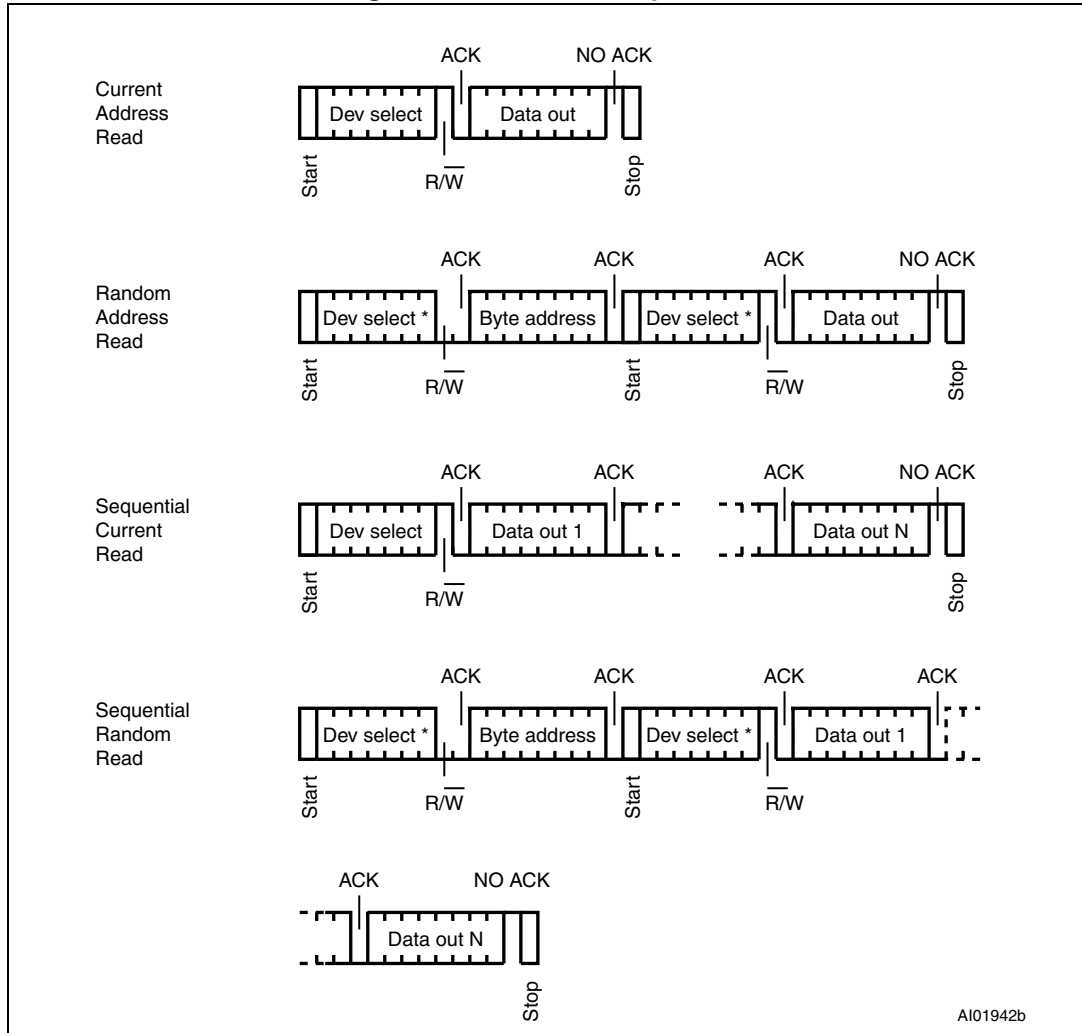 ACK NO ACK
Current
Address
Read
Dev select Data out
Start R/W̅ Stop
ACK ACK ACK NO ACK
Random
Address
Read
Dev select * Byte address Dev select * Data out
Start R/W̅ Start R̅/W Stop
ACK ACK ACK NO ACK
Sequential
Current
Read
Dev select Data out 1 Data out N
Start R/W̅ Stop
ACK ACK ACK ACK
Sequential
Random
Read
Dev select * Byte address Dev select * Data out 1
Start R/W̅ Start R̅/W
ACK NO ACK
Data out N
Stop
AI01942b